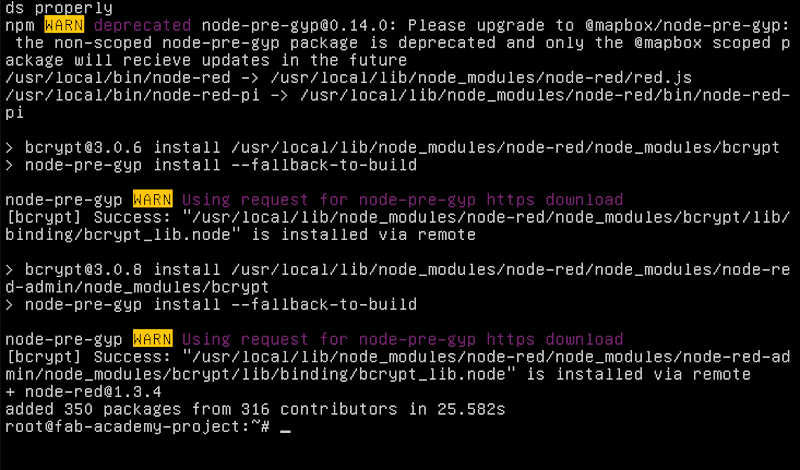 ds properly
npm WARN deprecated node-pre-gyp@0.14.0: Please upgrade to @mapbox/node-pre-gyp:
 the non-scoped node-pre-gyp package is deprecated and only the @mapbox scoped p
ackage will recieve updates in the future
/usr/local/bin/node-red -> /usr/local/lib/node_modules/node-red/red.js
/usr/local/bin/node-red-pi -> /usr/local/lib/node_modules/node-red/bin/node-red-
pi
> bcrypt@3.0.6 install /usr/local/lib/node_modules/node-red/node_modules/bcrypt
> node-pre-gyp install --fallback-to-build
node-pre-gyp WARN Using request for node-pre-gyp https download
[bcrypt] Success: "/usr/local/lib/node_modules/node-red/node_modules/bcrypt/lib/
binding/bcrypt_lib.node" is installed via remote
> bcrypt@3.0.8 install /usr/local/lib/node_modules/node-red/node_modules/node-re
d-admin/node_modules/bcrypt
> node-pre-gyp install --fallback-to-build
node-pre-gyp WARN Using request for node-pre-gyp https download
[bcrypt] Success: "/usr/local/lib/node_modules/node-red/node_modules/node-red-ad
min/node_modules/bcrypt/lib/binding/bcrypt_lib.node" is installed via remote
+ node-red@1.3.4
added 350 packages from 316 contributors in 25.582s
root@fab-academy-project:~# _